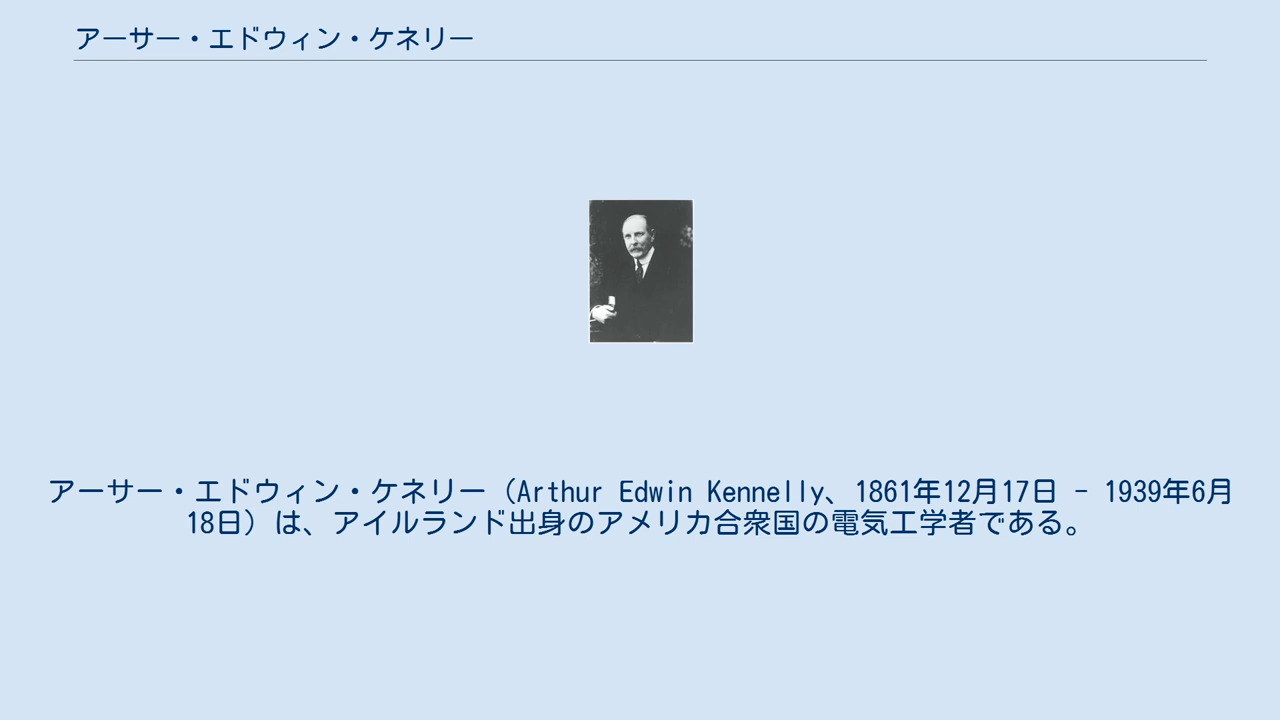 アーサー・エドウィン・ケネリー
アーサー・エドウィン・ケネリー（Arthur Edwin Kennelly、1861年12月17日 - 1939年6月
18日）は、アイルランド出身のアメリカ合衆国の電気工学者である。